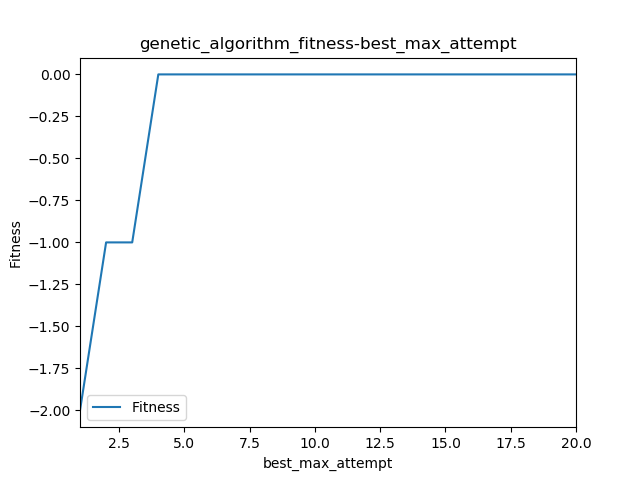 genetic_algorithm_fitness-best_max_attempt
0.00
−0.25
−0.50
−0.75
−1.00
−1.25
−1.50
−1.75
−2.00
Fitness
Fitness
2.5 5.0 7.5 10.0 12.5 15.0 17.5 20.0
best_max_attempt